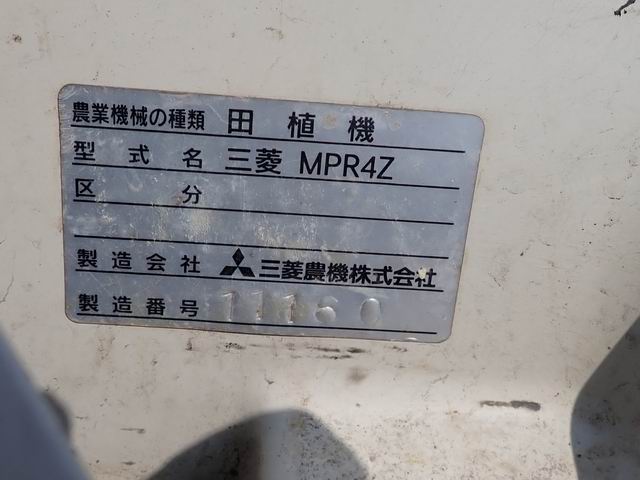 農業機械の種類 田植機
型式名 三菱 MPR4Z
区分
製造会社 三菱農機株式会社
製造番号 11160